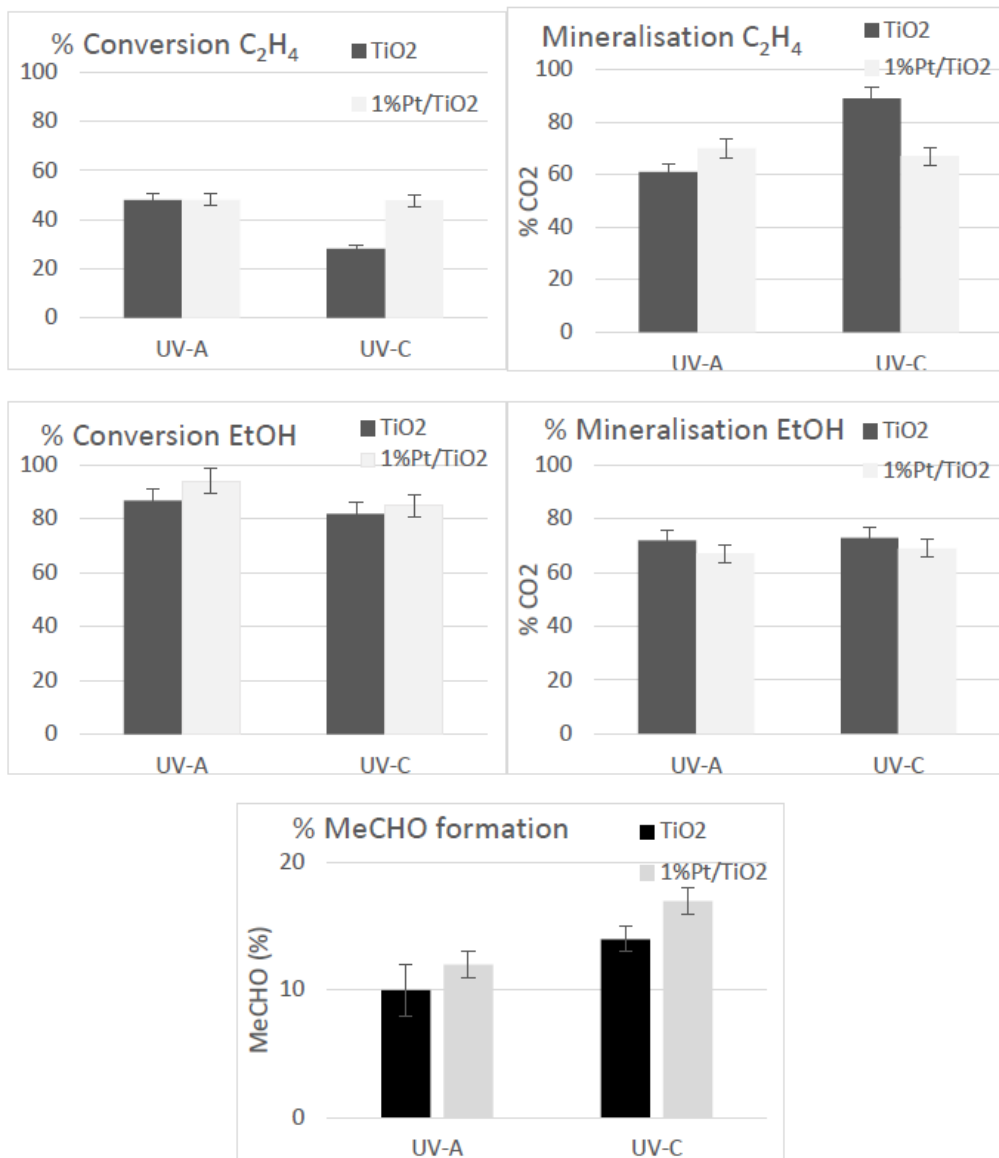 % Conversion C₂H₄
TiO2
1%Pt/TiO2
100
80
60
40
20
0
UV-A UV-C
Mineralisation C₂H₄
TiO2
1%Pt/TiO2
% CO2
100
80
60
40
20
0
UV-A UV-C
% Conversion EtOH
TiO2
1%Pt/TiO2
100
80
60
40
20
0
UV-A UV-C
% Mineralisation EtOH
TiO2
1%Pt/TiO2
% CO2
100
80
60
40
20
0
UV-A UV-C
% MeCHO formation
TiO2
1%Pt/TiO2
MeCHO (%)
20
10
0
UV-A UV-C